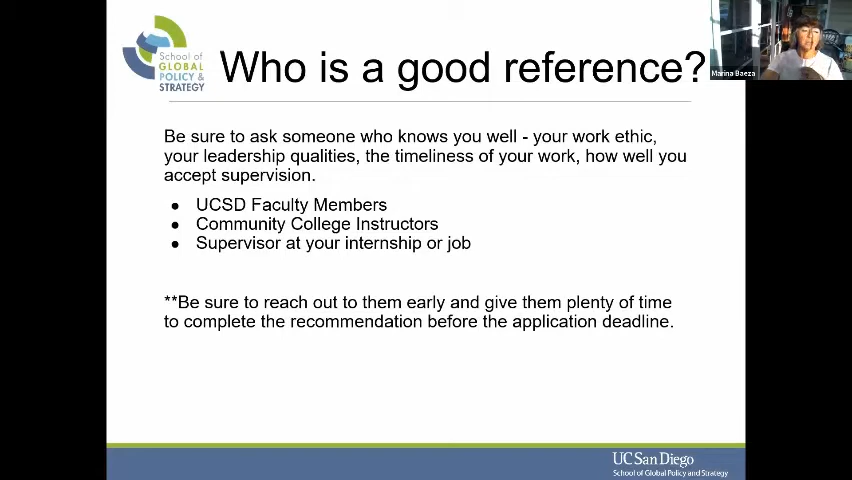 School of
GLOBAL
POLICY &
STRATEGY
Who is a good reference?
Marina Baeza
Be sure to ask someone who knows you well - your work ethic,
your leadership qualities, the timeliness of your work, how well you
accept supervision.
● UCSD Faculty Members
● Community College Instructors
● Supervisor at your internship or job
**Be sure to reach out to them early and give them plenty of time
to complete the recommendation before the application deadline.
UC San Diego
School of Global Policy and Strategy